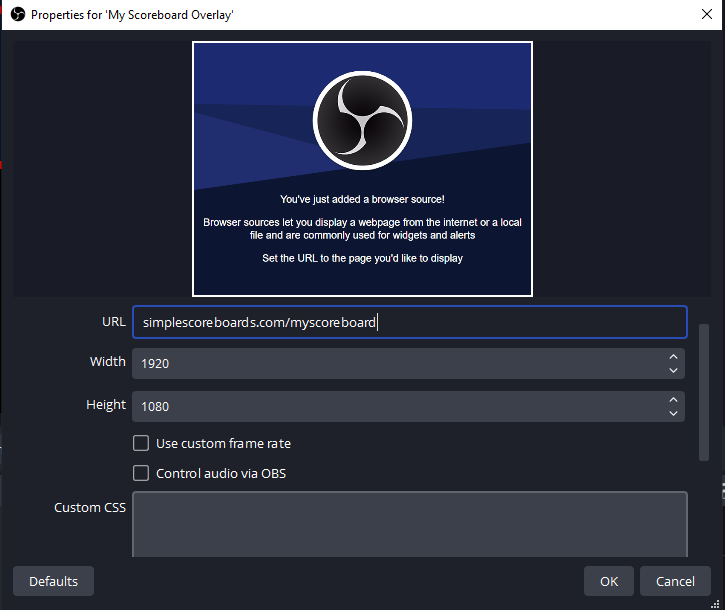 Properties for 'My Scoreboard Overlay'
You've just added a browser source!
Browser sources let you display a webpage from the internet or a local
file and are commonly used for widgets and alerts
Set the URL to the page you'd like to display
URL simplescoreboards.com/myscoreboard
Width 1920
Height 1080
Use custom frame rate
Control audio via OBS
Custom CSS
Defaults OK Cancel